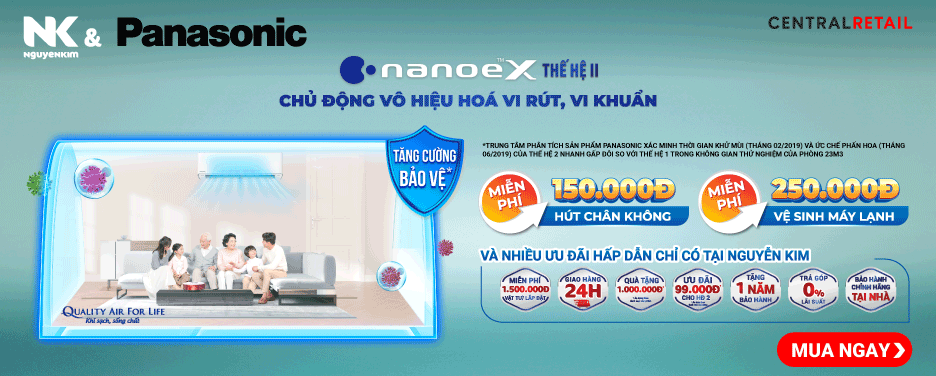 NK
NGUYENKIM
& Panasonic
CENTRALRETAIL
nanoeX™ THẾ HỆ II
CHỦ ĐỘNG VÔ HIỆU HOÁ VI RÚT, VI KHUẨN
TĂNG CƯỜNG
BẢO VỆ*
*TRUNG TÂM PHÂN TÍCH SẢN PHẨM PANASONIC XÁC MINH THỜI GIAN KHỬ MÙI (THÁNG 02/2019) VÀ ỨC CHẾ PHẤN HOA (THÁNG
06/2019) CỦA THẾ HỆ 2 NHANH GẤP ĐÔI SO VỚI THẾ HỆ 1 TRONG KHÔNG GIAN THỬ NGHIỆM CỦA PHÒNG 23M3
MIỄN
PHÍ
150.000Đ
HÚT CHÂN KHÔNG
MIỄN
PHÍ
250.000Đ
VỆ SINH MÁY LẠNH
VÀ NHIỀU ƯU ĐÃI HẤP DẪN CHỈ CÓ TẠI NGUYỄN KIM
MIỄN PHÍ
1.500.000Đ
VẬT TƯ LẮP ĐẶT
GIAO HÀNG
24H
QUÀ TẶNG
1.000.000Đ
ƯU ĐÃI
99.000Đ
CHO HĐ 2
TẶNG
1 NĂM
BẢO HÀNH
TRẢ GÓP
0%
LÃI SUẤT
BẢO HÀNH
CHÍNH HÃNG
TẠI NHÀ
QUALITY AIR FOR LIFE
Khí sạch, sống chất
MUA NGAY